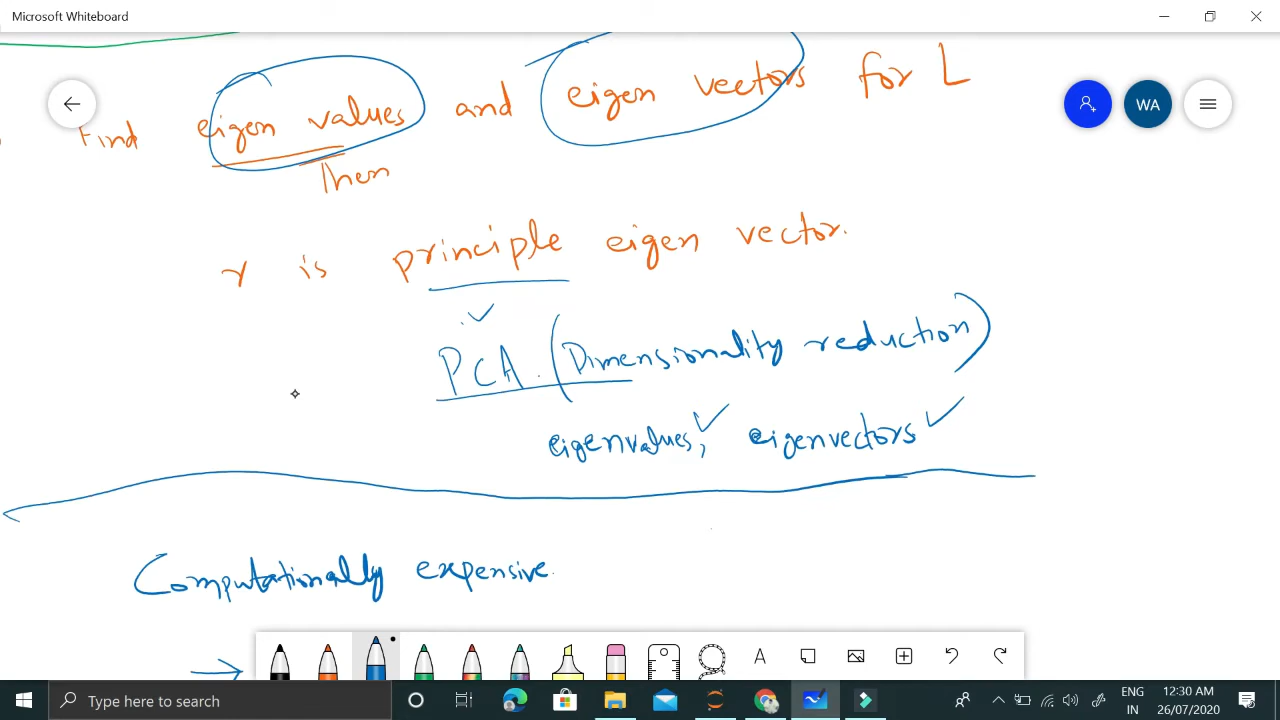 Microsoft Whiteboard
Find eigen values and eigen vectors for L
Then
WA
r is principle eigen vector.
PCA. (Dimensionality reduction)
eigenvalues, eigenvectors
Computationally expensive.
A
Type here to search
ENG
IN
12:30 AM
26/07/2020